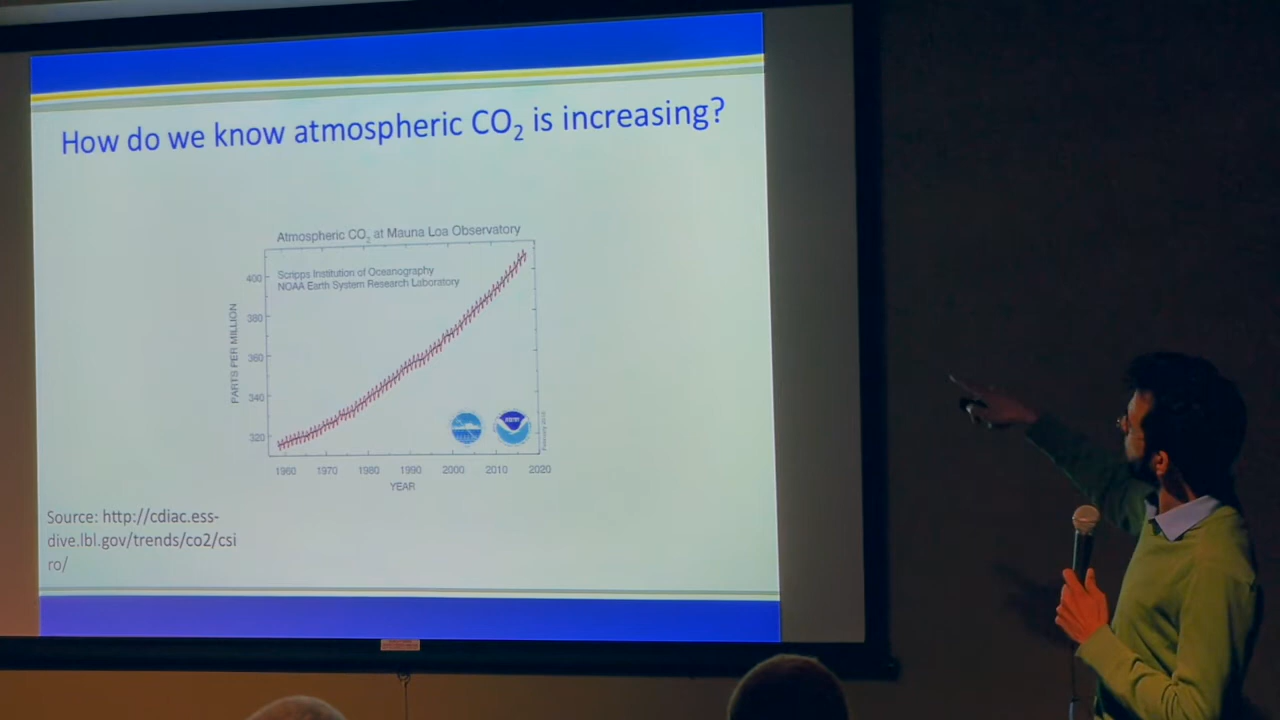 How do we know atmospheric CO₂ is increasing?
Atmospheric CO₂ at Mauna Loa Observatory
Scripps Institution of Oceanography
NOAA Earth System Research Laboratory
PARTS PER MILLION
400
380
360
340
320
1960 1970 1980 1990 2000 2010 2020
YEAR
Source: http://cdiac.ess-
dive.lbl.gov/trends/co2/csi
ro/